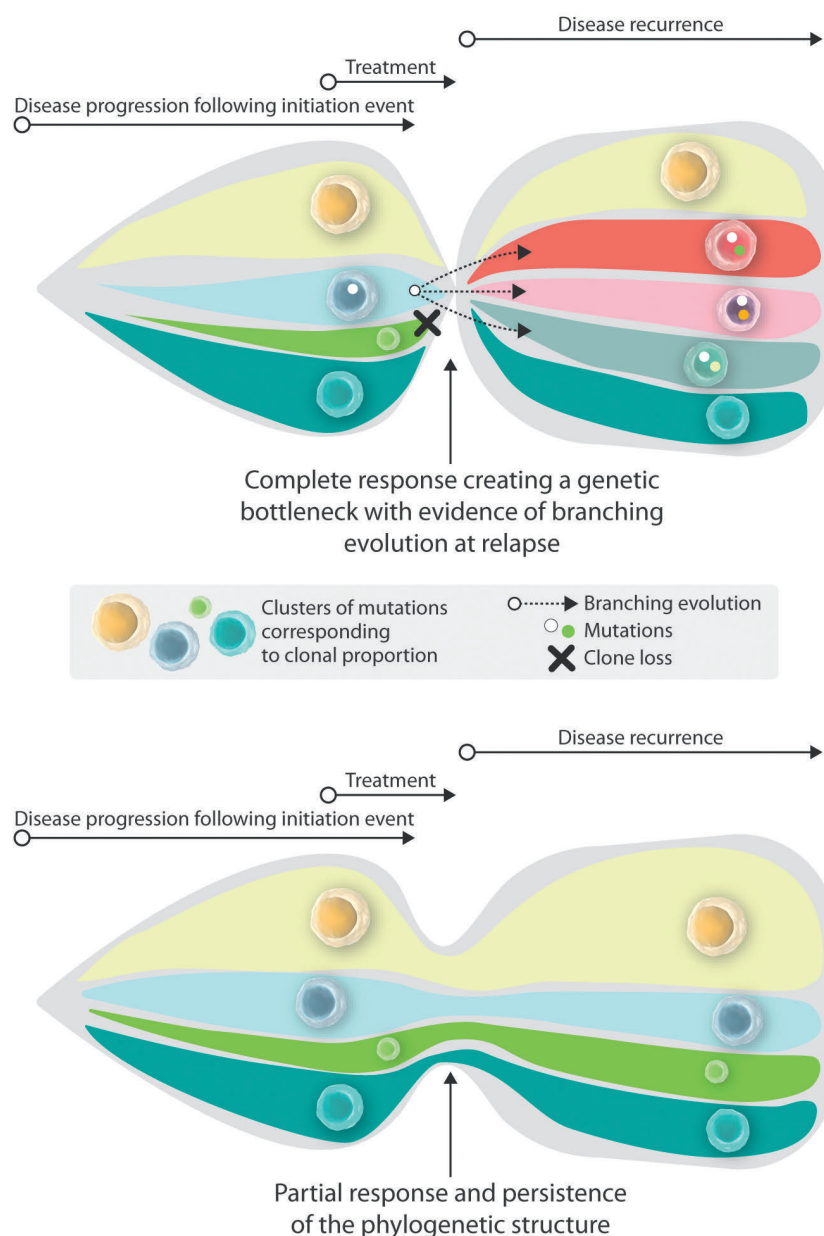 Disease recurrence
Treatment
Disease progression following initiation event
Complete response creating a genetic
bottleneck with evidence of branching
evolution at relapse
Clusters of mutations
corresponding
to clonal proportion
Branching evolution
Mutations
Clone loss
Disease recurrence
Treatment
Disease progression following initiation event
Partial response and persistence
of the phylogenetic structure